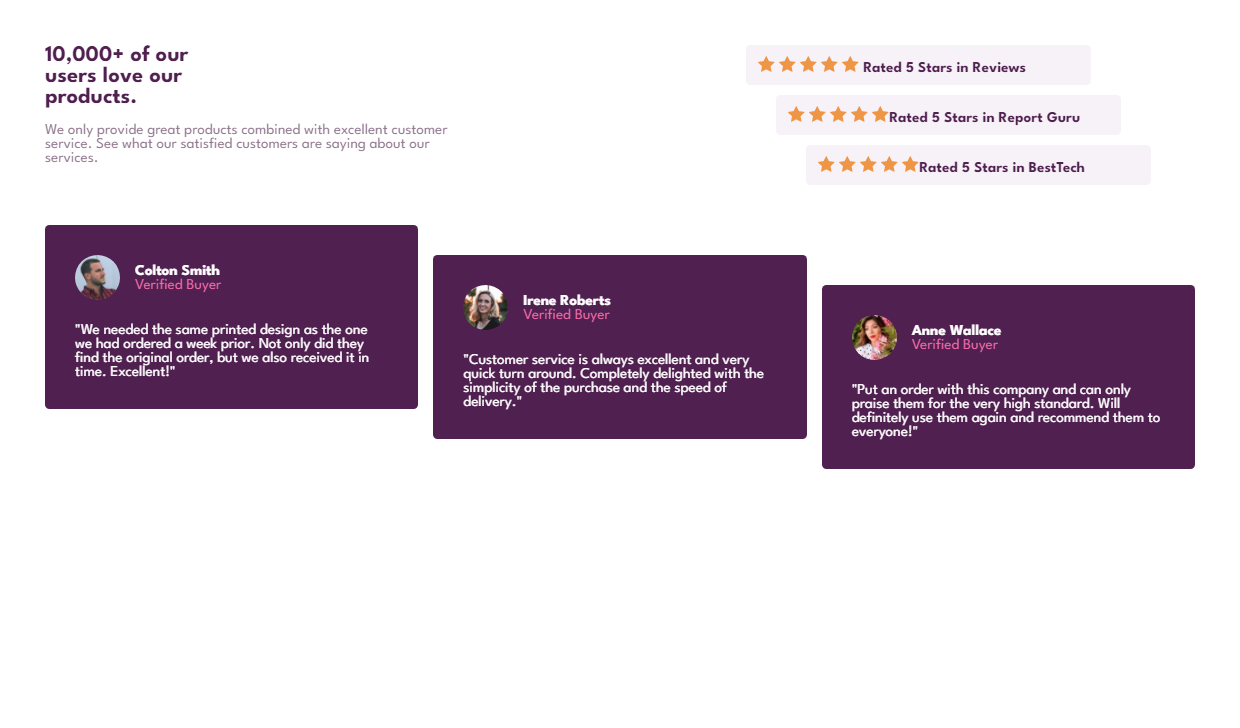 10,000+ of our
users love our
products.
We only provide great products combined with excellent customer
service. See what our satisfied customers are saying about our
services.
Rated 5 Stars in Reviews
Rated 5 Stars in Report Guru
Rated 5 Stars in BestTech
Colton Smith
Verified Buyer
"We needed the same printed design as the one
we had ordered a week prior. Not only did they
find the original order, but we also received it in
time. Excellent!"
Irene Roberts
Verified Buyer
"Customer service is always excellent and very
quick turn around. Completely delighted with the
simplicity of the purchase and the speed of
delivery."
Anne Wallace
Verified Buyer
"Put an order with this company and can only
praise them for the very high standard. Will
definitely use them again and recommend them to
everyone!"